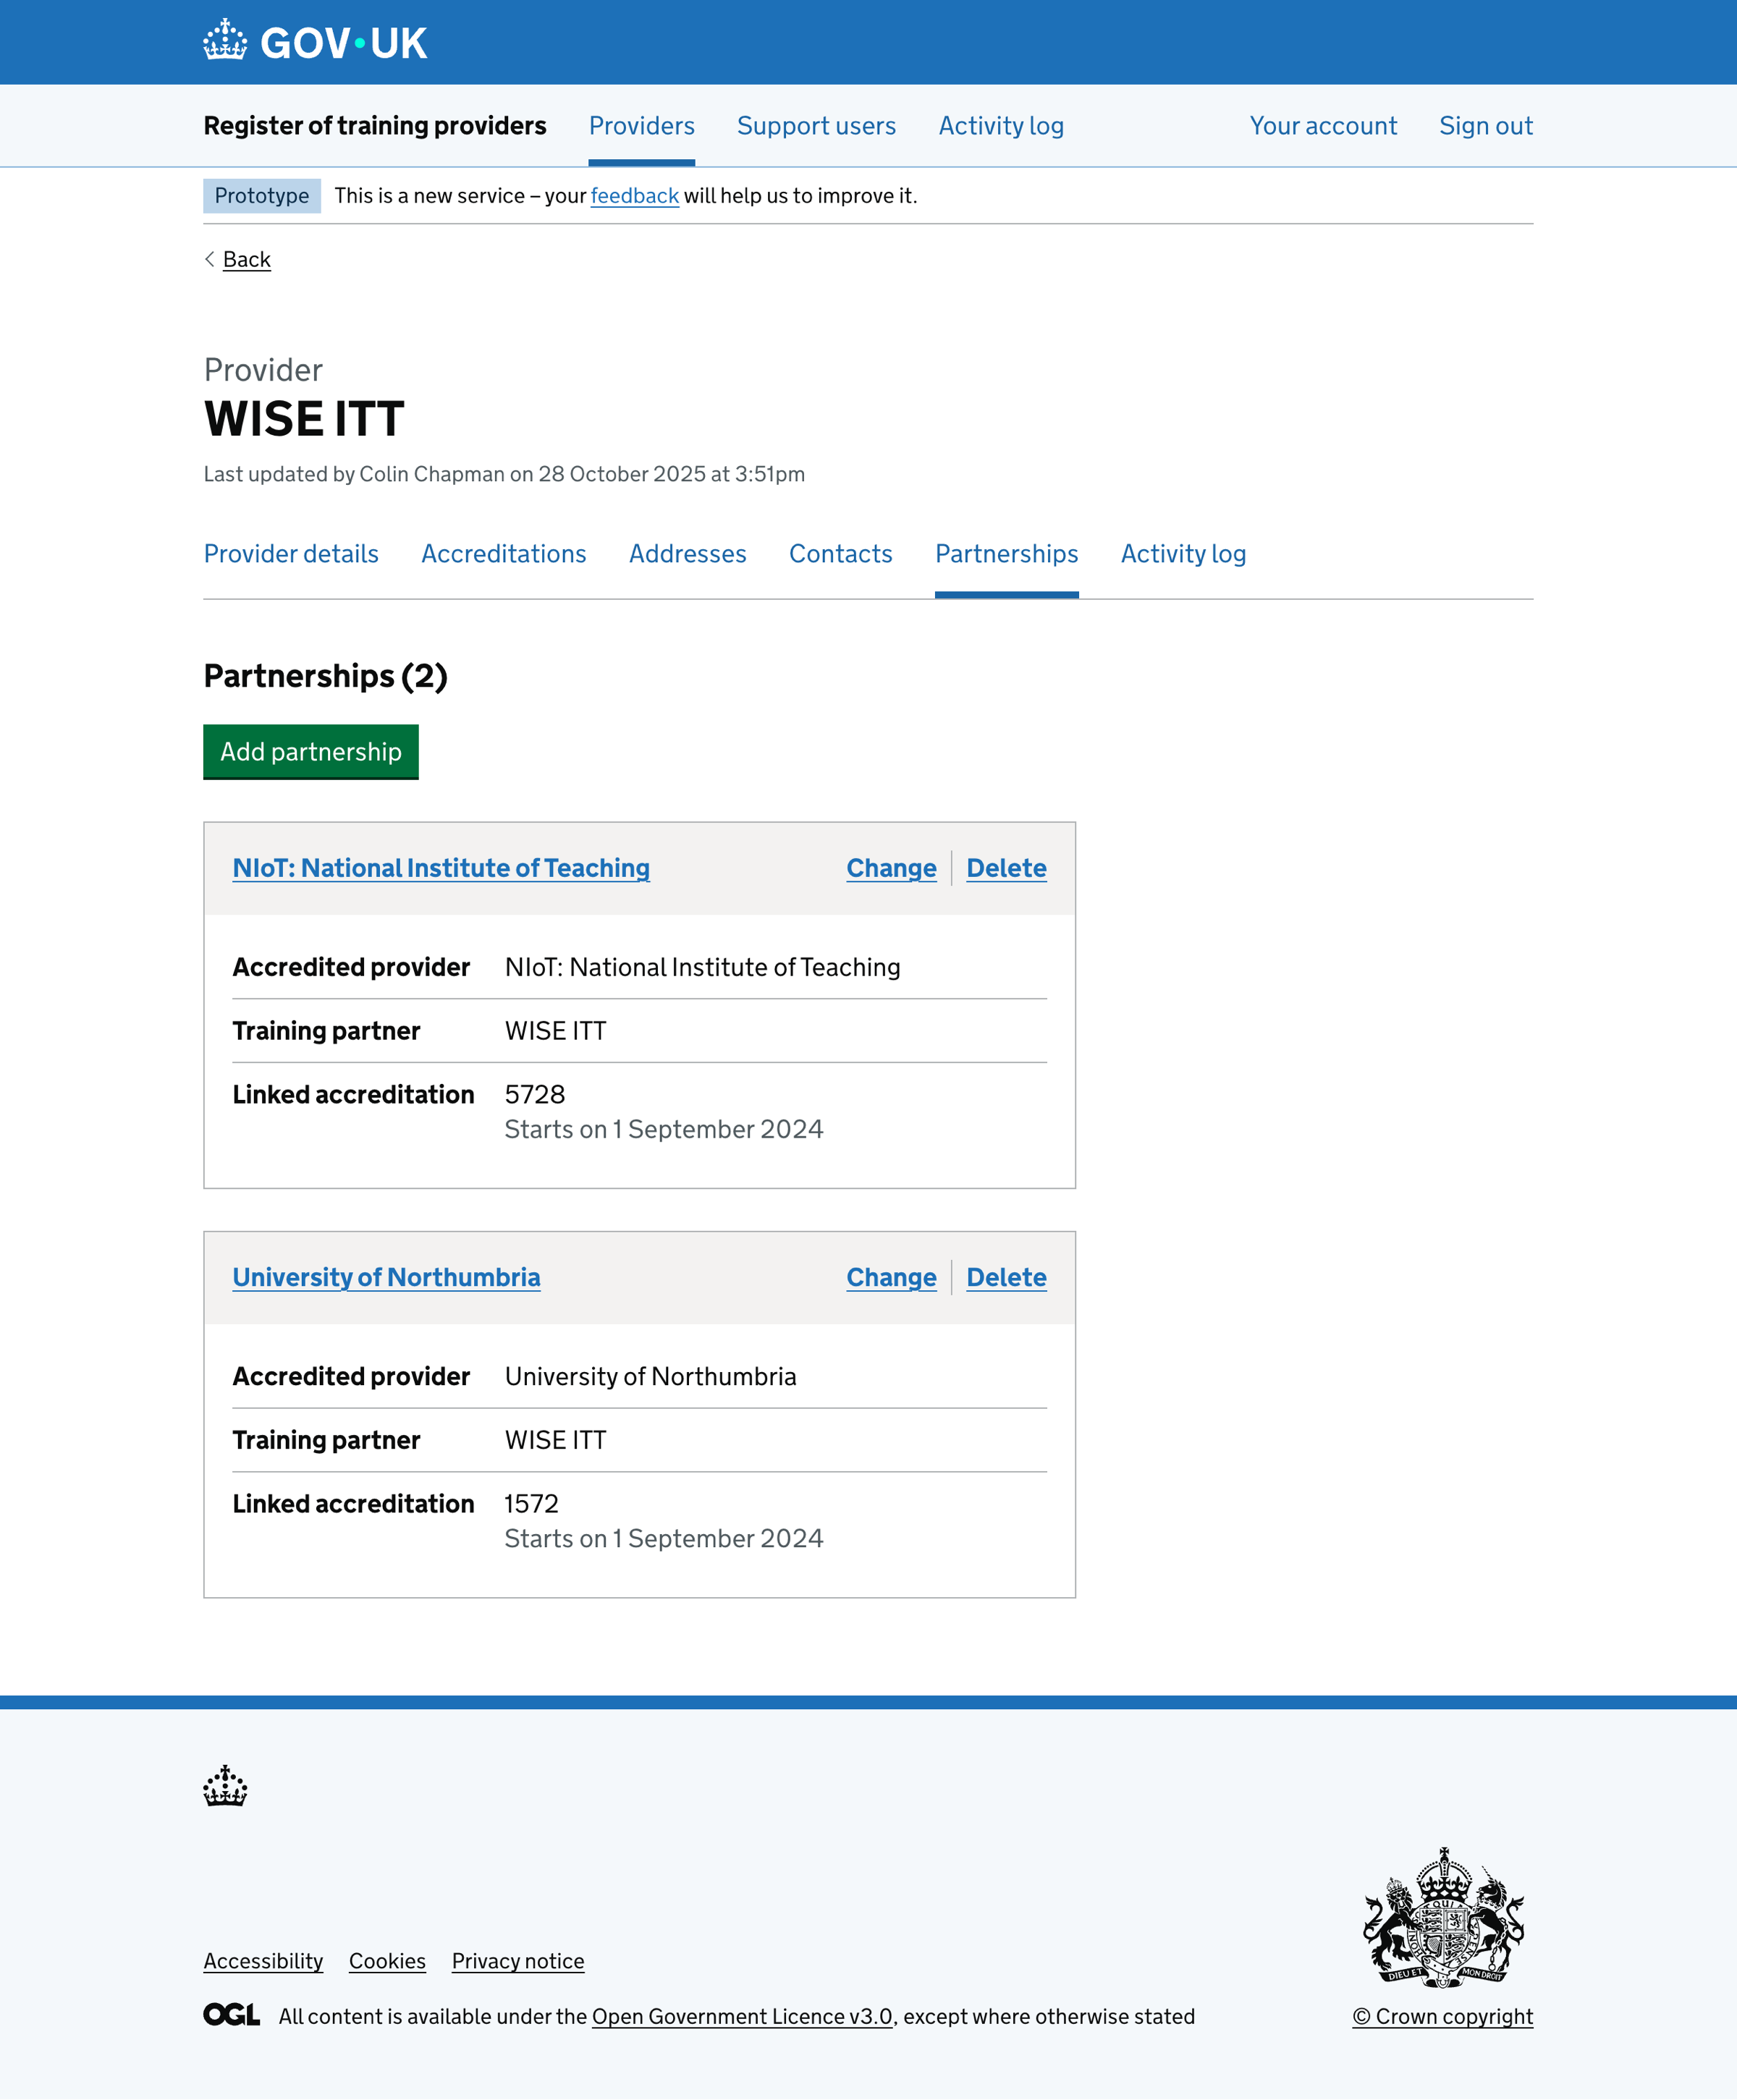 GOV·UK
Register of training providers Providers Support users Activity log Your account Sign out
Prototype This is a new service – your feedback will help us to improve it.
Back
Provider
WISE ITT
Last updated by Colin Chapman on 28 October 2025 at 3:51pm
Provider details Accreditations Addresses Contacts Partnerships Activity log
Partnerships (2)
Add partnership
NIoT: National Institute of Teaching Change Delete
Accredited provider NIoT: National Institute of Teaching
Training partner WISE ITT
Linked accreditation 5728
Starts on 1 September 2024
University of Northumbria Change Delete
Accredited provider University of Northumbria
Training partner WISE ITT
Linked accreditation 1572
Starts on 1 September 2024
DIEU ET MON DROIT
Accessibility Cookies Privacy notice
OGL All content is available under the Open Government Licence v3.0, except where otherwise stated
© Crown copyright